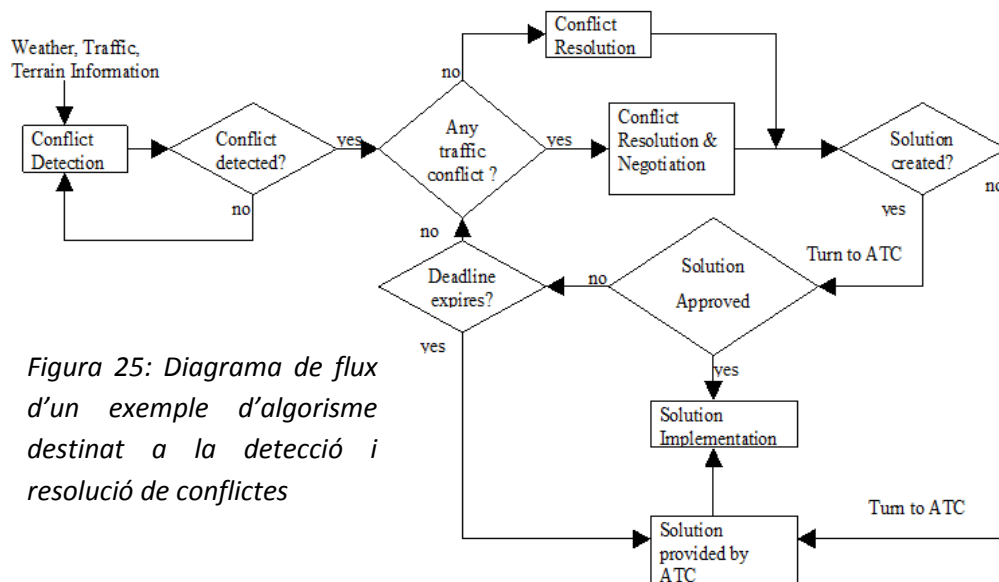 Conflict
Resolution
Weather, Traffic,
Terrain Information
no
Conflict
Detection
Conflict
detected?
yes
Any
traffic
conflict ?
yes
Conflict
Resolution &
Negotiation
Solution
created?
no
no
yes
no
Turn to ATC
Deadline
expires?
no
Solution
Approved
yes
yes
Figura 25: Diagrama de flux
d’un exemple d’algorisme
destinat a la detecció i
resolució de conflictes
Solution
Implementation
Turn to ATC
Solution
provided by
ATC